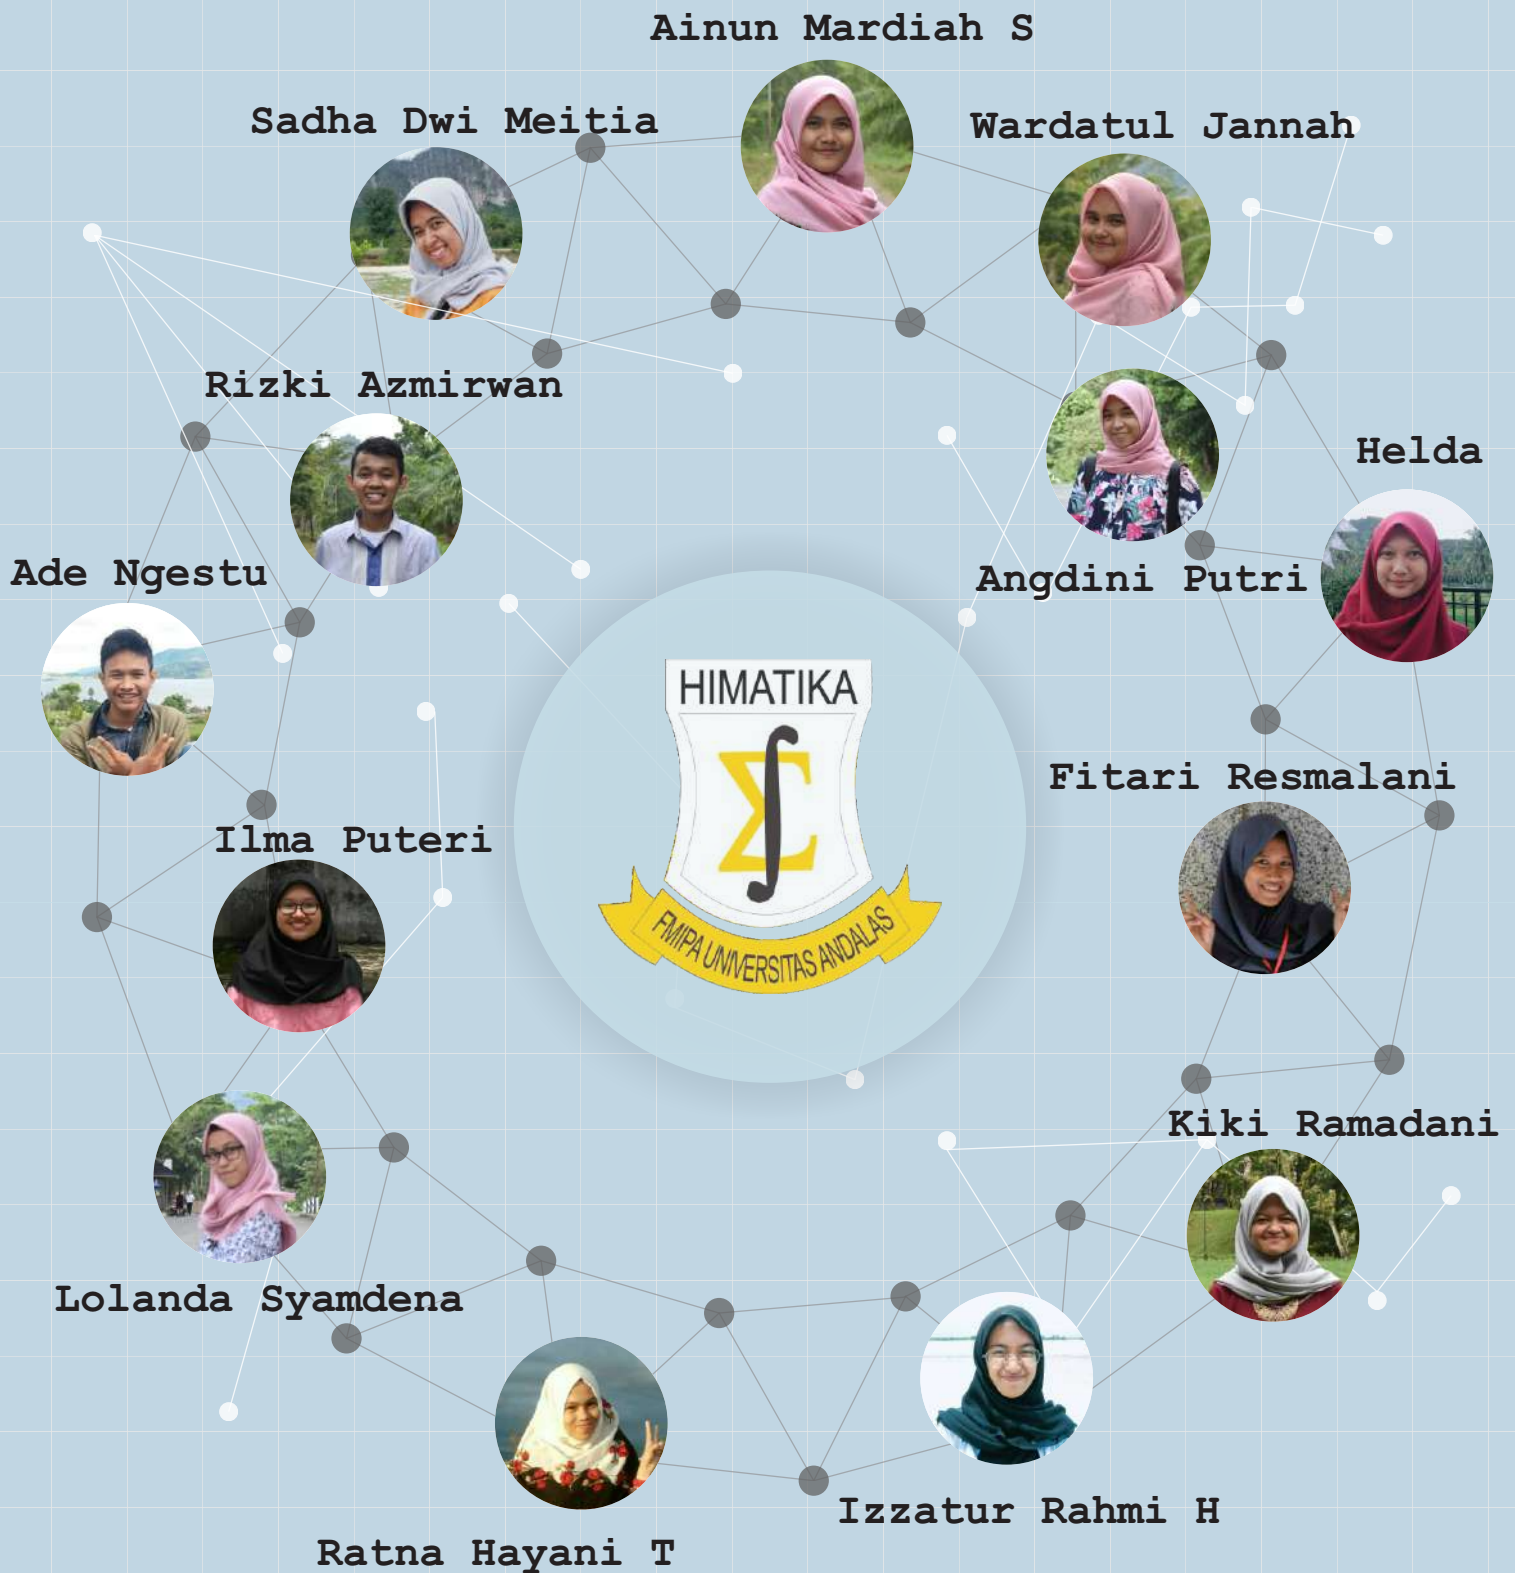 Ainun Mardiah S
Sadha Dwi Meitia
Wardatul Jannah
Rizki Azmirwan
Helda
Ade Ngestu
Angdini Putri
HIMATIKA
FMIPA UNIVERSITAS ANDALAS
Fitari Resmalani
Ilma Puteri
Kiki Ramadani
Lolanda Syamdena
Izzatur Rahmi H
Ratna Hayani T